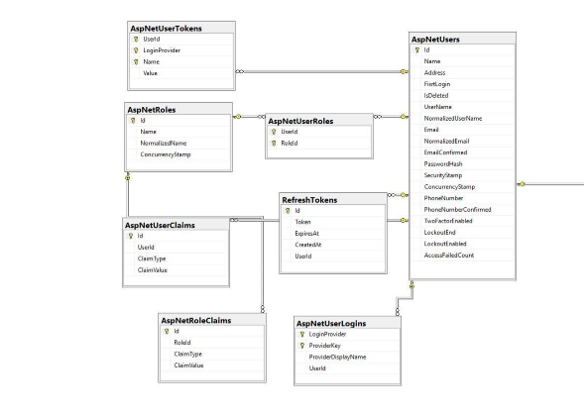 AspNetUserTokens
UserId
LoginProvider
Name
Value
AspNetRoles
Id
Name
NormalizedName
ConcurrencyStamp
AspNetUserRoles
UserId
RoleId
AspNetUsers
Id
Name
Address
FisrtLogin
IsDeleted
UserName
NormalizedUserName
Email
NormalizedEmail
EmailConfirmed
PasswordHash
SecurityStamp
ConcurrencyStamp
PhoneNumber
PhoneNumberConfirmed
TwoFactorEnabled
LockoutEnd
LockoutEnabled
AccessFailedCount
RefreshTokens
Id
Token
ExpiresAt
CreatedAt
UserId
AspNetUserClaims
Id
UserId
ClaimType
ClaimValue
AspNetRoleClaims
Id
RoleId
ClaimType
ClaimValue
AspNetUserLogins
LoginProvider
ProviderKey
ProviderDisplayName
UserId